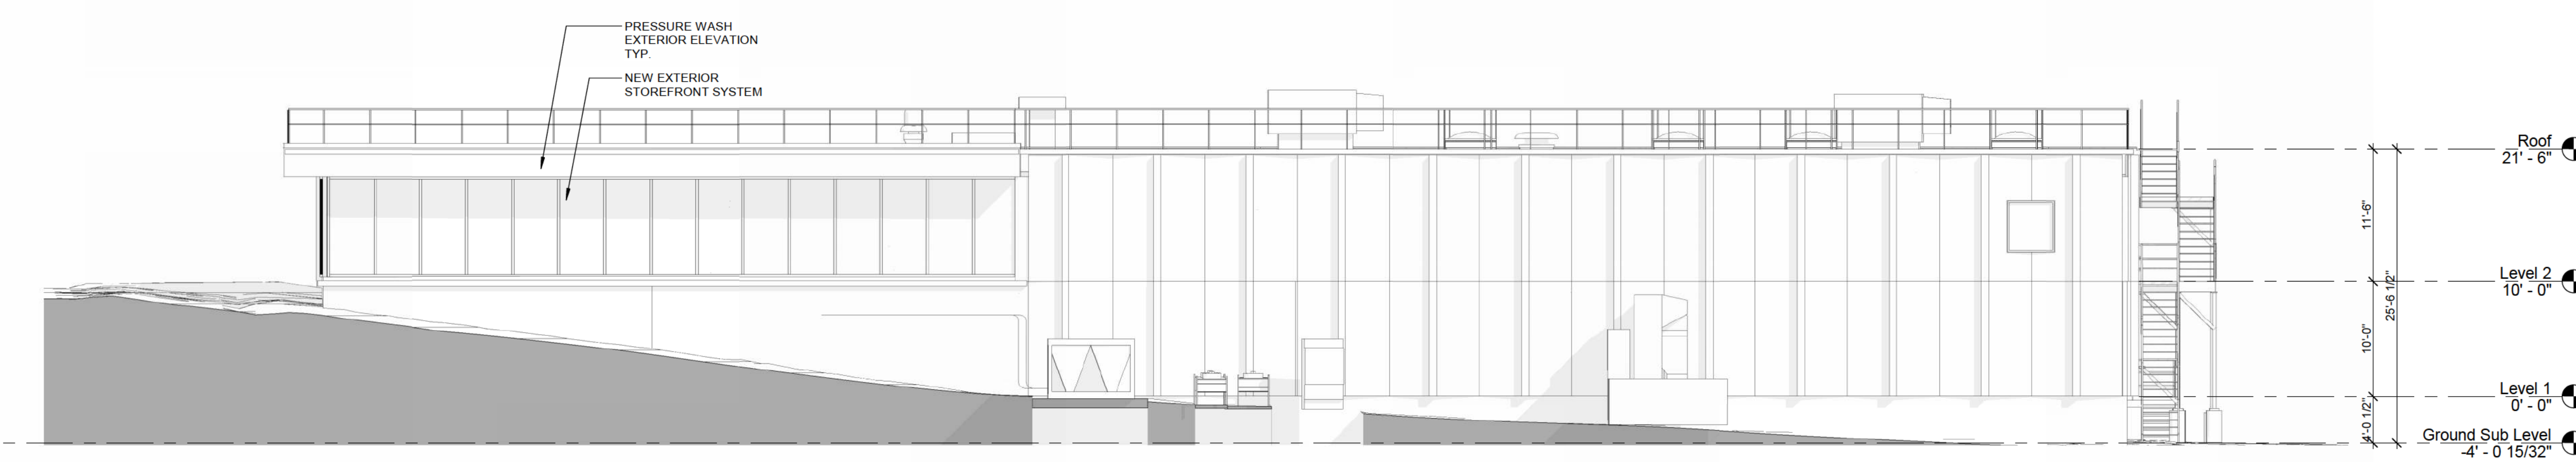 PRESSURE WASH
EXTERIOR ELEVATION
TYP.
NEW EXTERIOR
STOREFRONT SYSTEM
Roof
21' - 6"
11'-6"
Level 2
10' - 0"
25'-6 1/2"
10'-0"
Level 1
0' - 0"
4'-0 1/2"
Ground Sub Level
-4' - 0 15/32"